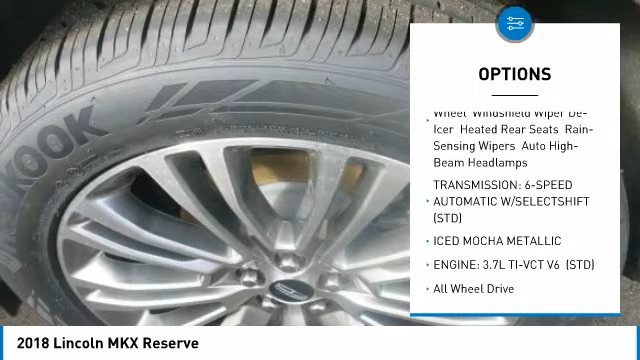 KOOK
OPTIONS
Wheel Windshield Wiper De-
Icer Heated Rear Seats Rain-
Sensing Wipers Auto High-
Beam Headlamps
TRANSMISSION: 6-SPEED
AUTOMATIC W/SELECTSHIFT
(STD)
ICED MOCHA METALLIC
ENGINE: 3.7L TI-VCT V6 (STD)
All Wheel Drive
2018 Lincoln MKX Reserve